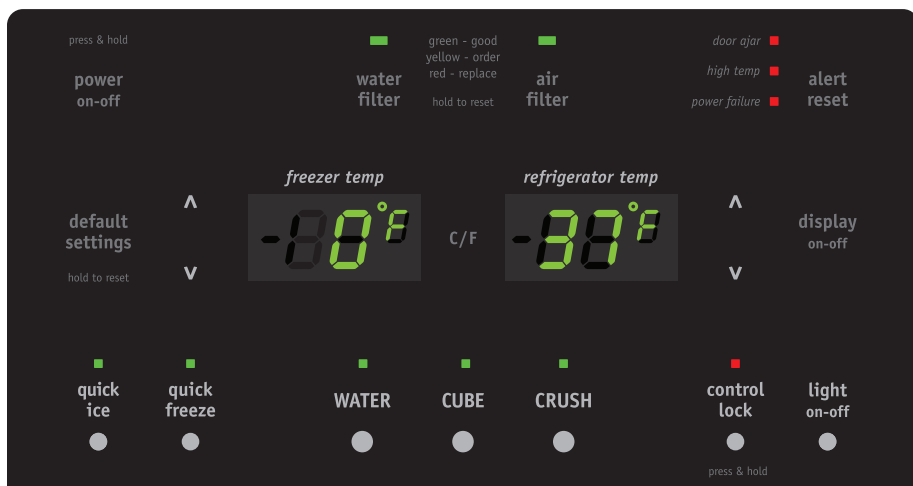 press & hold
power
on-off
water
filter
green - good
yellow - order
red - replace
hold to reset
air
filter
door ajar
high temp
power failure
alert
reset
default
settings
hold to reset
freezer temp
0°F
C/F
refrigerator temp
37°F
display
on-off
quick
ice
quick
freeze
WATER
CUBE
CRUSH
control
lock
press & hold
light
on-off